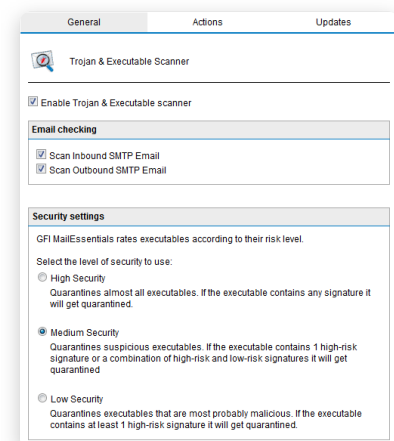 General Actions Updates
Trojan & Executable Scanner
Enable Trojan & Executable scanner
Email checking
Scan Inbound SMTP Email
Scan Outbound SMTP Email
Security settings
GFI MailEssentials rates executables according to their risk level.
Select the level of security to use:
High Security
Quarantines almost all executables. If the executable contains any signature it
will get quarantined.
Medium Security
Quarantines suspicious executables. If the executable contains 1 high-risk
signature or a combination of high-risk and low-risk signatures it will get
quarantined
Low Security
Quarantines executables that are most probably malicious. If the executable
contains at least 1 high-risk signature it will get quarantined.